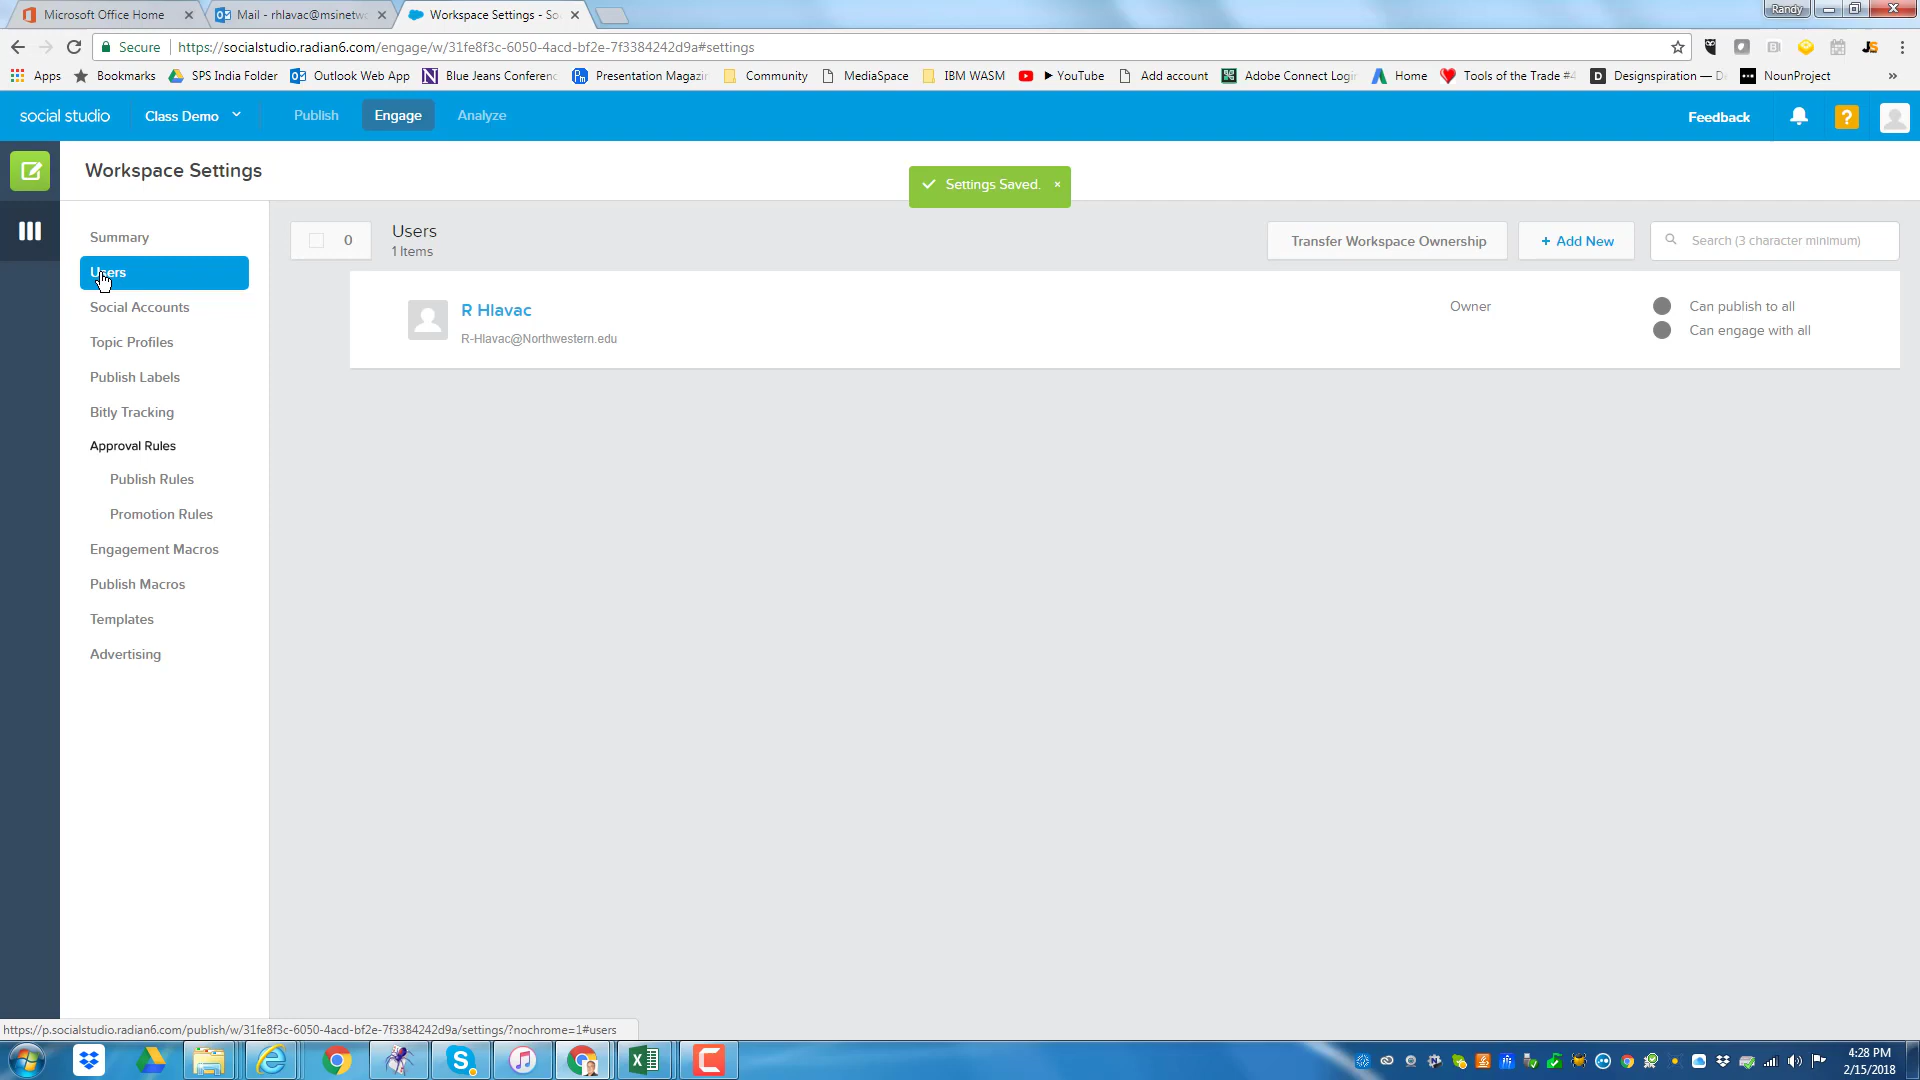 Microsoft Office Home
Mail - rhlavac@msinetwo
Workspace Settings - So
Randy
Secure
https://socialstudio.radian6.com/engage/w/31fe8f3c-6050-4acd-bf2e-7f3384242d9a#settings
Apps
Bookmarks
SPS India Folder
Outlook Web App
Blue Jeans Conferenc
Presentation Magazin
Community
MediaSpace
IBM WASM
YouTube
Add account
Adobe Connect Login
Home
Tools of the Trade #4
Designspiration — D
NounProject
social studio
Class Demo
Publish
Engage
Analyze
Feedback
?
Workspace Settings
Settings Saved.
Summary
Users
Social Accounts
Topic Profiles
Publish Labels
Bitly Tracking
Approval Rules
Publish Rules
Promotion Rules
Engagement Macros
Publish Macros
Templates
Advertising
0
Users
1 Items
Transfer Workspace Ownership
+ Add New
Search (3 character minimum)
R Hlavac
R-Hlavac@Northwestern.edu
Owner
Can publish to all
Can engage with all
https://p.socialstudio.radian6.com/publish/w/31fe8f3c-6050-4acd-bf2e-7f3384242d9a/settings/?nochrome=1#users
4:28 PM
2/15/2018